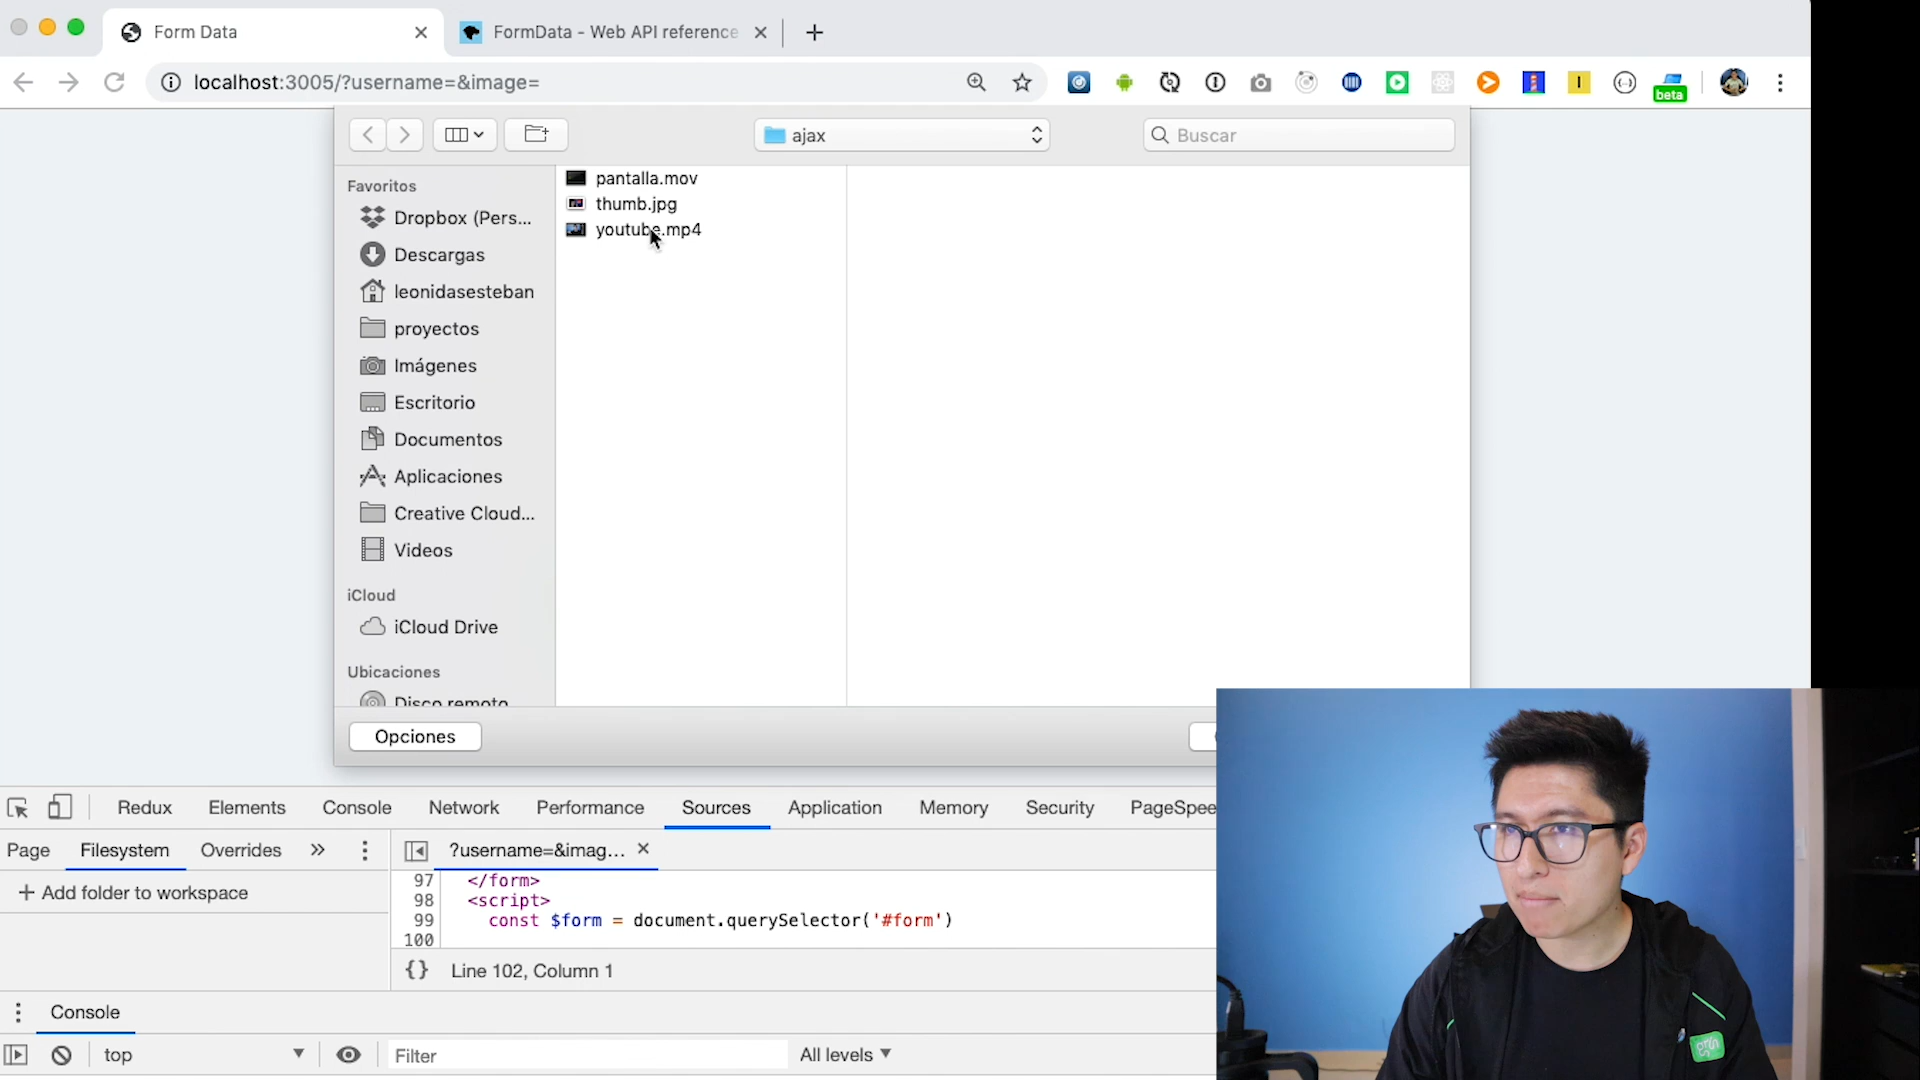 Form Data
FormData - Web API reference
localhost:3005/?username=&image=
beta
ajax
Buscar
Favoritos
Dropbox (Pers...
Descargas
leonidasesteban
proyectos
Imágenes
Escritorio
Documentos
Aplicaciones
Creative Cloud...
Videos
iCloud
iCloud Drive
Ubicaciones
Disco remoto
pantalla.mov
thumb.jpg
youtube.mp4
Opciones
Redux Elements Console Network Performance Sources Application Memory Security PageSpee
Page Filesystem Overrides »
?username=&imag...
+ Add folder to workspace
97 </form>
98 <script>
99 const $form = document.querySelector('#form')
100
{} Line 102, Column 1
Console
top
Filter
All levels